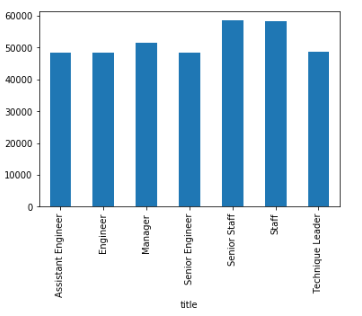 60000
50000
40000
30000
20000
10000
0
Assistant Engineer
Engineer
Manager
Senior Engineer
Senior Staff
Staff
Technique Leader
title